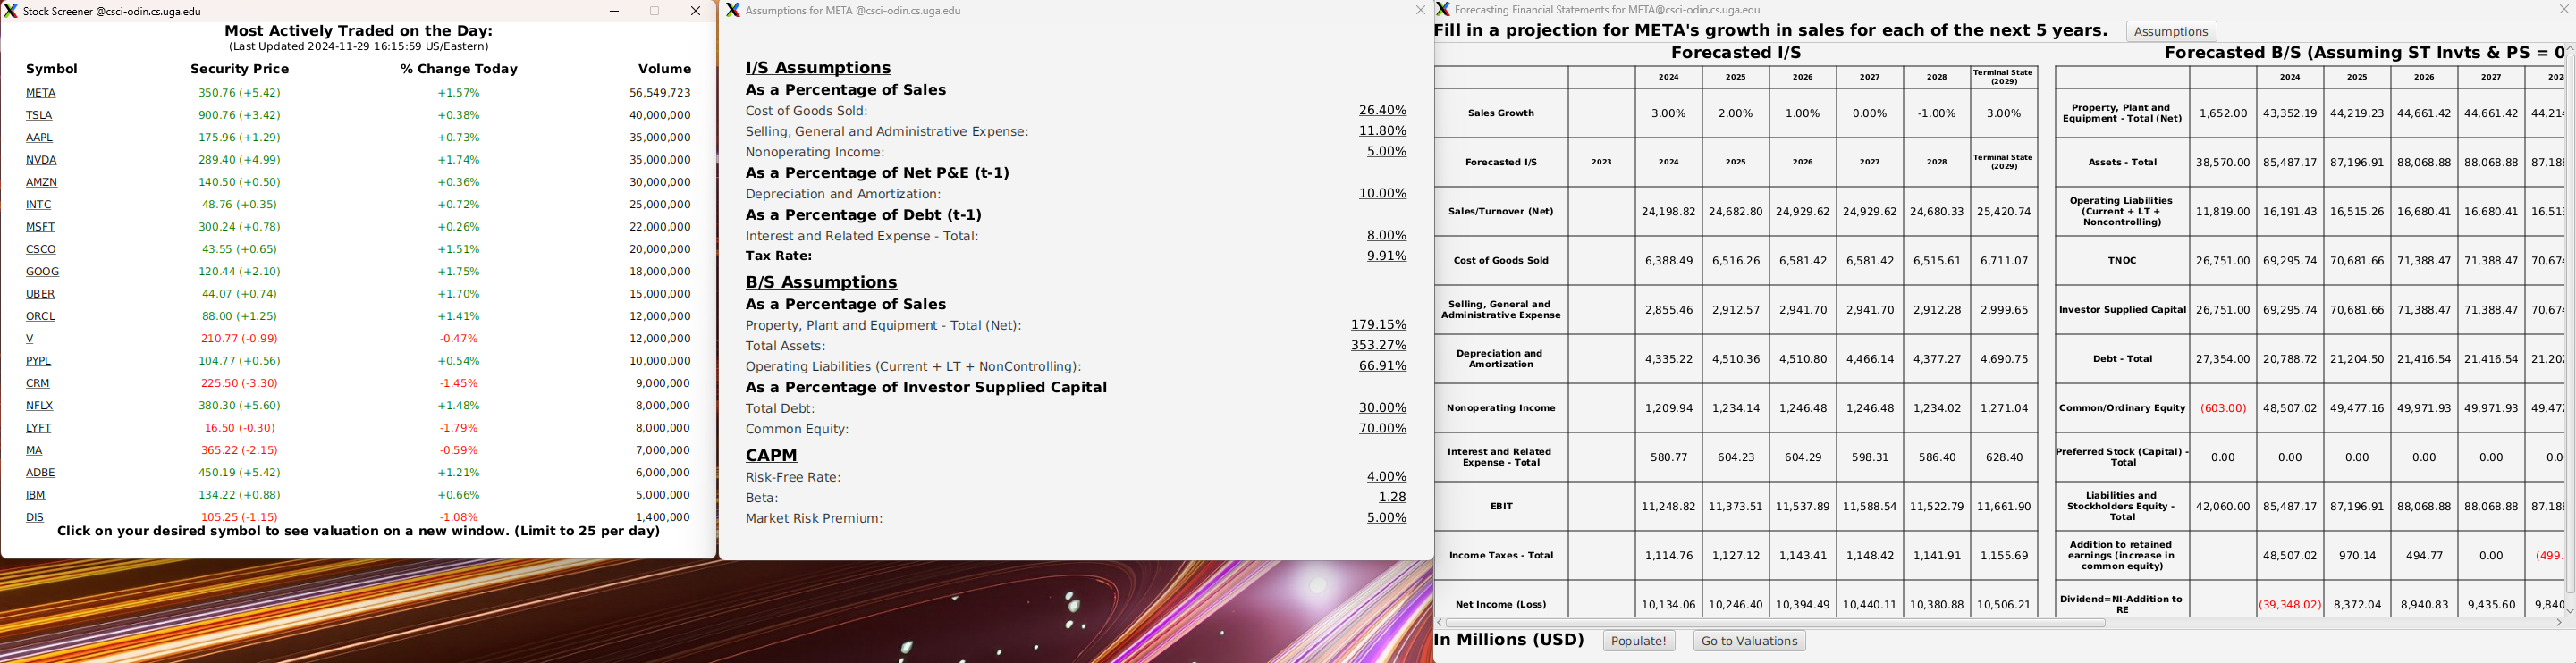 Stock Screener @csci-odin.cs.uga.edu
Most Actively Traded on the Day:
(Last Updated 2024-11-29 16:15:59 US/Eastern)
Symbol Security Price % Change Today Volume
META 350.76 (+5.42) +1.57% 56,549,723
TSLA 900.76 (+3.42) +0.38% 40,000,000
AAPL 175.96 (+1.29) +0.73% 35,000,000
NVDA 289.40 (+4.99) +1.74% 35,000,000
AMZN 140.50 (+0.50) +0.36% 30,000,000
INTC 48.76 (+0.35) +0.72% 25,000,000
MSFT 300.24 (+0.78) +0.26% 22,000,000
CSCO 43.55 (+0.65) +1.51% 20,000,000
GOOG 120.44 (+2.10) +1.75% 18,000,000
UBER 44.07 (+0.74) +1.70% 15,000,000
ORCL 88.00 (+1.25) +1.41% 12,000,000
V 210.77 (-0.99) -0.47% 12,000,000
PYPL 104.77 (+0.56) +0.54% 10,000,000
CRM 225.50 (-3.30) -1.45% 9,000,000
NFLX 380.30 (+5.60) +1.48% 8,000,000
LYFT 16.50 (-0.30) -1.79% 8,000,000
MA 365.22 (-2.15) -0.59% 7,000,000
ADBE 450.19 (+5.42) +1.21% 6,000,000
IBM 134.22 (+0.88) +0.66% 5,000,000
DIS 105.25 (-1.15) -1.08% 1,400,000
Click on your desired symbol to see valuation on a new window. (Limit to 25 per day)
Assumptions for META @csci-odin.cs.uga.edu
I/S Assumptions
As a Percentage of Sales
Cost of Goods Sold: 26.40%
Selling, General and Administrative Expense: 11.80%
Nonoperating Income: 5.00%
As a Percentage of Net P&E (t-1)
Depreciation and Amortization: 10.00%
As a Percentage of Debt (t-1)
Interest and Related Expense - Total: 8.00%
Tax Rate: 9.91%
B/S Assumptions
As a Percentage of Sales
Property, Plant and Equipment - Total (Net): 179.15%
Total Assets: 353.27%
Operating Liabilities (Current + LT + NonControlling): 66.91%
As a Percentage of Investor Supplied Capital
Total Debt: 30.00%
Common Equity: 70.00%
CAPM
Risk-Free Rate: 4.00%
Beta: 1.28
Market Risk Premium: 5.00%
Forecasting Financial Statements for META@csci-odin.cs.uga.edu
Fill in a projection for META's growth in sales for each of the next 5 years. Assumptions
Forecasted I/S
2024 2025 2026 2027 2028 Terminal State
(2029)
Sales Growth 3.00% 2.00% 1.00% 0.00% -1.00% 3.00%
Forecasted I/S 2023 2024 2025 2026 2027 2028 Terminal State
(2029)
Sales/Turnover (Net) 24,198.82 24,682.80 24,929.62 24,929.62 24,680.33 25,420.74
Cost of Goods Sold 6,388.49 6,516.26 6,581.42 6,581.42 6,515.61 6,711.07
Selling, General and
Administrative Expense 2,855.46 2,912.57 2,941.70 2,941.70 2,912.28 2,999.65
Depreciation and
Amortization 4,335.22 4,510.36 4,510.80 4,466.14 4,377.27 4,690.75
Nonoperating Income 1,209.94 1,234.14 1,246.48 1,246.48 1,234.02 1,271.04
Interest and Related
Expense - Total 580.77 604.23 604.29 598.31 586.40 628.40
EBIT 11,248.82 11,373.51 11,537.89 11,588.54 11,522.79 11,661.90
Income Taxes - Total 1,114.76 1,127.12 1,143.41 1,148.42 1,141.91 1,155.69
Net Income (Loss) 10,134.06 10,246.40 10,394.49 10,440.11 10,380.88 10,506.21
Forecasted B/S (Assuming ST Invts & PS = 0
2024 2025 2026 2027 202
Property, Plant and
Equipment - Total (Net) 1,652.00 43,352.19 44,219.23 44,661.42 44,661.42 44,214
Assets - Total 38,570.00 85,487.17 87,196.91 88,068.88 88,068.88 87,188
Operating Liabilities
(Current + LT +
Noncontrolling) 11,819.00 16,191.43 16,515.26 16,680.41 16,680.41 16,513
TNOC 26,751.00 69,295.74 70,681.66 71,388.47 71,388.47 70,674
Investor Supplied Capital 26,751.00 69,295.74 70,681.66 71,388.47 71,388.47 70,674
Debt - Total 27,354.00 20,788.72 21,204.50 21,416.54 21,416.54 21,202
Common/Ordinary Equity (603.00) 48,507.02 49,477.16 49,971.93 49,971.93 49,472
Preferred Stock (Capital) -
Total 0.00 0.00 0.00 0.00 0.00 0.0
Liabilities and
Stockholders Equity -
Total 42,060.00 85,487.17 87,196.91 88,068.88 88,068.88 87,188
Addition to retained
earnings (increase in
common equity) 48,507.02 970.14 494.77 0.00 (499.
Dividend=NI-Addition to
RE (39,348.02) 8,372.04 8,940.83 9,435.60 9,840
In Millions (USD) Populate! Go to Valuations